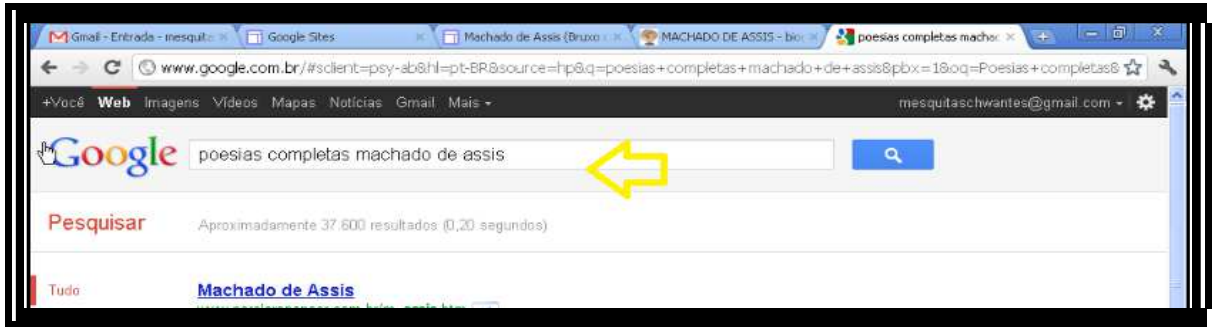 Gmail - Entrada - mesquit
Google Sites
Machado de Assis (Bruxo
MACHADO DE ASSIS - bio
poesias completas machac
www.google.com.br/#sclient=psy-ab&hl=pt-BR&source=hp&q=poesias+completas+machado+de+assis&pbx=1&oq=Poesias+completas&
+Você Web Imagens Vídeos Mapas Notícias Gmail Mais
mesquitaschwantes@gmail.com
Google
poesias completas machado de assis
Pesquisar
Aproximadamente 37.600 resultados (0,20 segundos)
Tudo
Machado de Assis